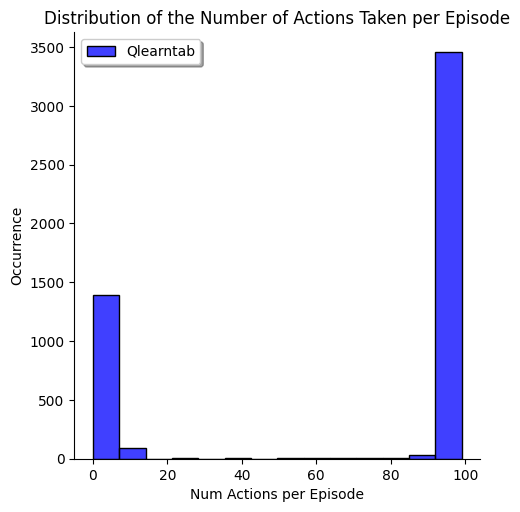 Distribution of the Number of Actions Taken per Episode
Qlearntab
3500
3000
2500
2000
1500
1000
500
0
Occurrence
0 20 40 60 80 100
Num Actions per Episode